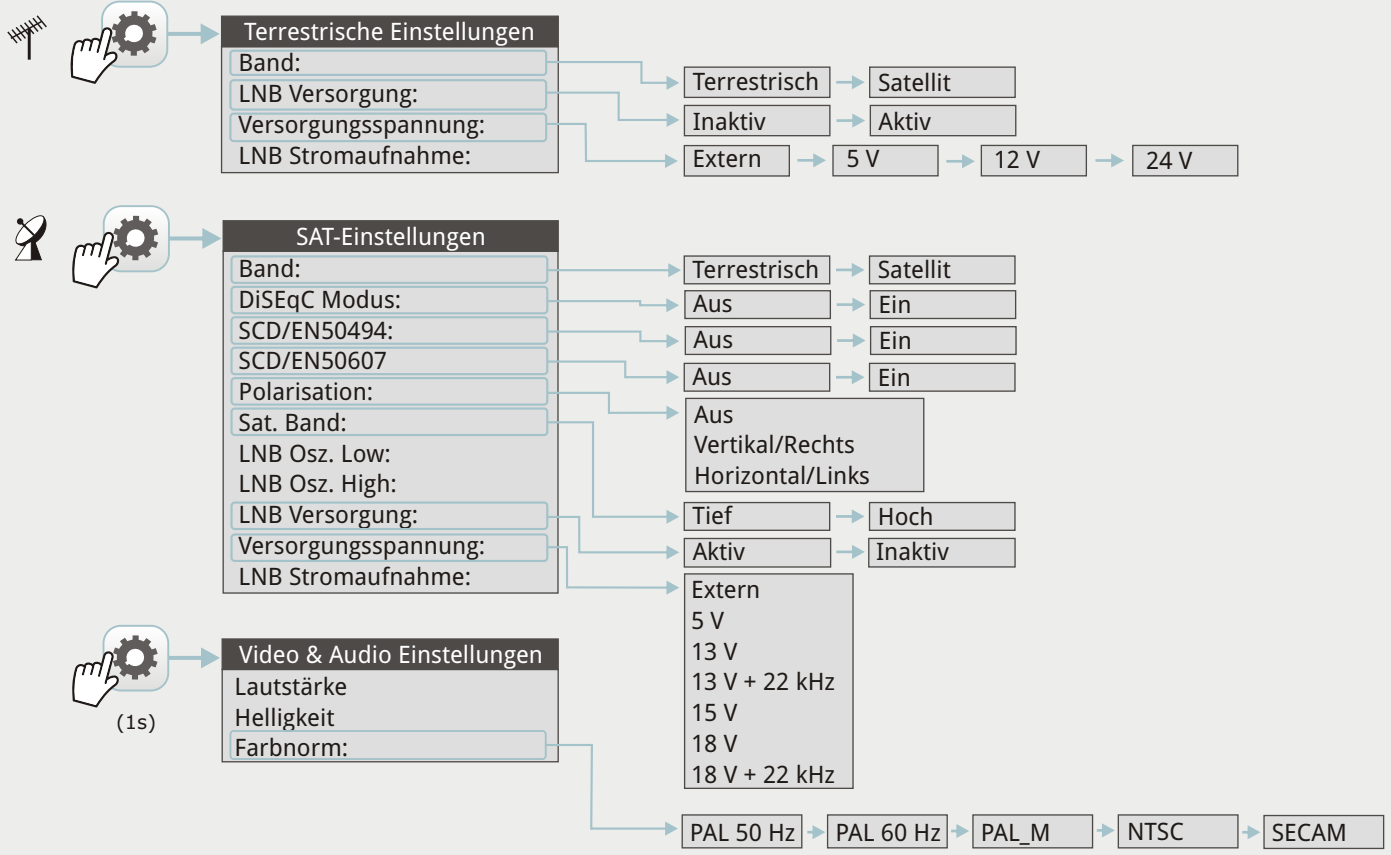 Terrestrische Einstellungen
Band:
LNB Versorgung:
Versorgungsspannung:
LNB Stromaufnahme:
Terrestrisch
Satellit
Inaktiv
Aktiv
Extern
5 V
12 V
24 V
SAT-Einstellungen
Band:
DiSEqC Modus:
SCD/EN50494:
SCD/EN50607
Polarisation:
Sat. Band:
LNB Osz. Low:
LNB Osz. High:
LNB Versorgung:
Versorgungsspannung:
LNB Stromaufnahme:
Terrestrisch
Satellit
Aus
Ein
Aus
Ein
Aus
Ein
Aus
Vertikal/Rechts
Horizontal/Links
Tief
Hoch
Aktiv
Inaktiv
Extern
5 V
13 V
13 V + 22 kHz
15 V
18 V
18 V + 22 kHz
(1s)
Video & Audio Einstellungen
Lautstärke
Helligkeit
Farbnorm:
PAL 50 Hz
PAL 60 Hz
PAL_M
NTSC
SECAM